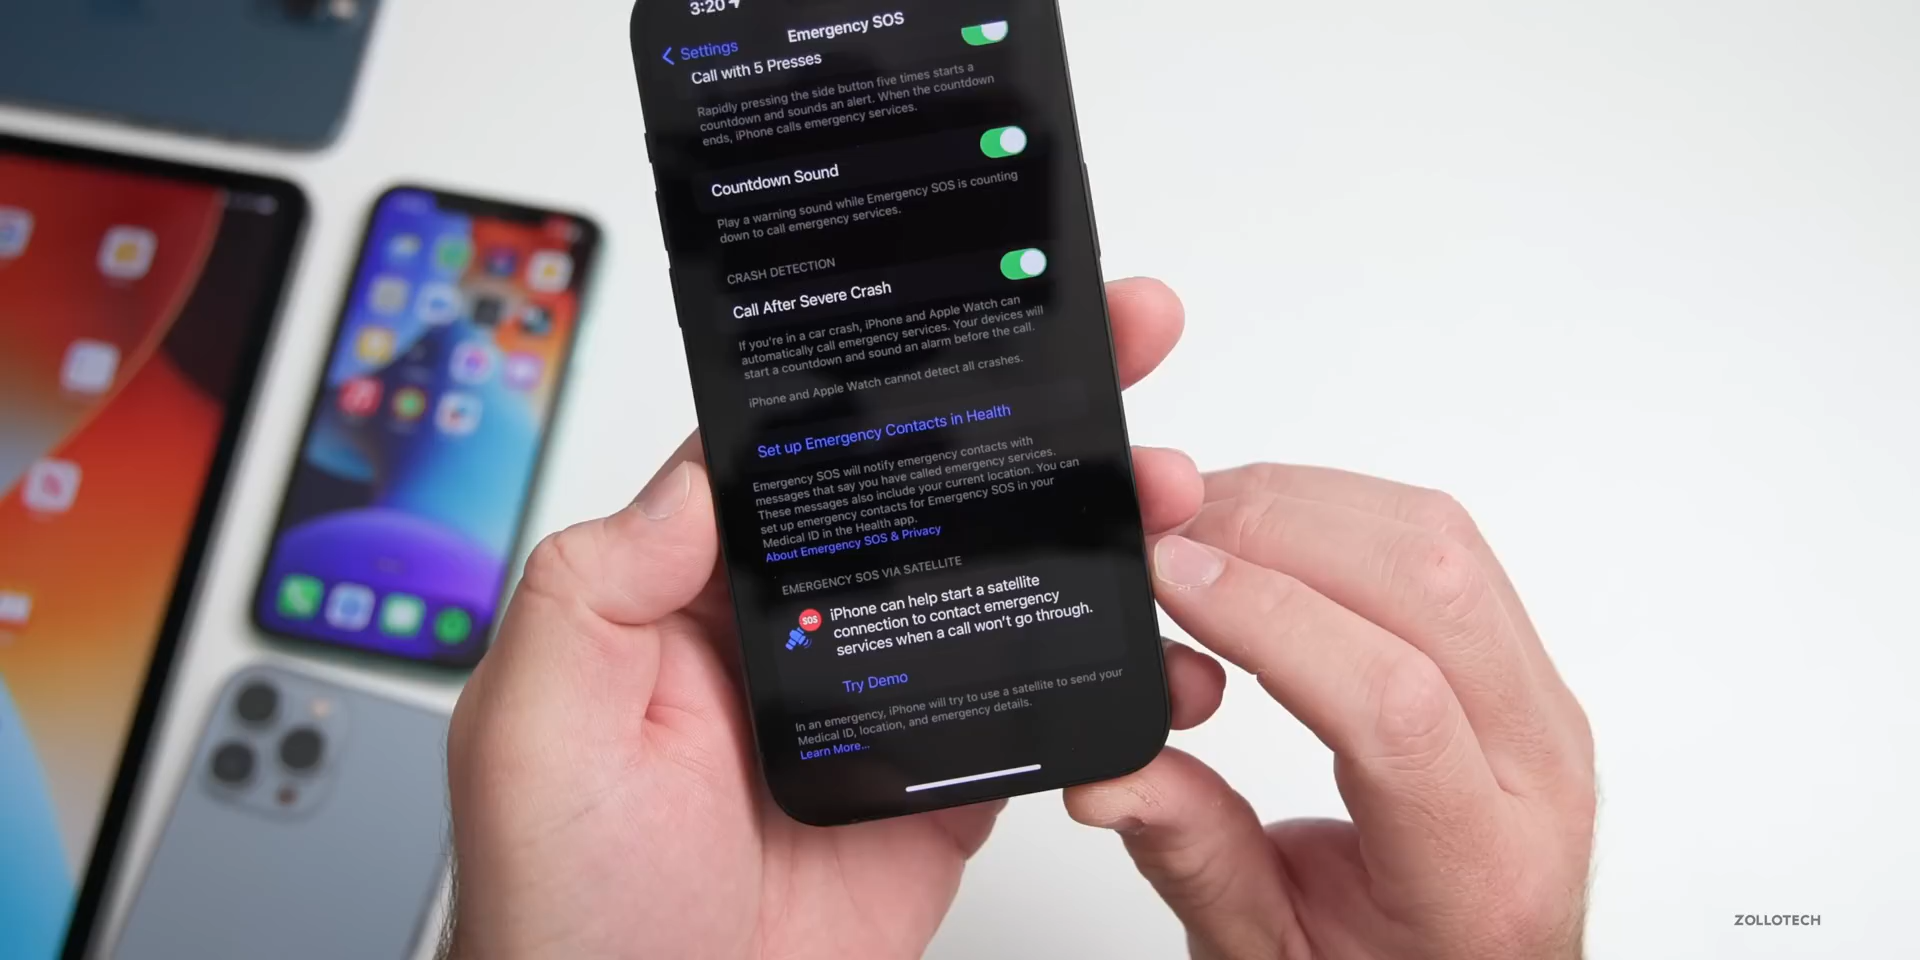 3:20
Settings
Emergency SOS
Call with 5 Presses
Rapidly pressing the side button five times starts a
countdown and sounds an alert. When the countdown
ends, iPhone calls emergency services.
Countdown Sound
Play a warning sound while Emergency SOS is counting
down to call emergency services.
CRASH DETECTION
Call After Severe Crash
If you're in a car crash, iPhone and Apple Watch can
automatically call emergency services. Your devices will
start a countdown and sound an alarm before the call.
iPhone and Apple Watch cannot detect all crashes.
Set up Emergency Contacts in Health
Emergency SOS will notify emergency contacts with
messages that say you have called emergency services.
These messages also include your current location. You can
set up emergency contacts for Emergency SOS in your
Medical ID in the Health app.
About Emergency SOS & Privacy
EMERGENCY SOS VIA SATELLITE
SOS
iPhone can help start a satellite
connection to contact emergency
services when a call won't go through.
Try Demo
In an emergency, iPhone will try to use a satellite to send your
Medical ID, location, and emergency details.
Learn More...
ZOLLOTECH